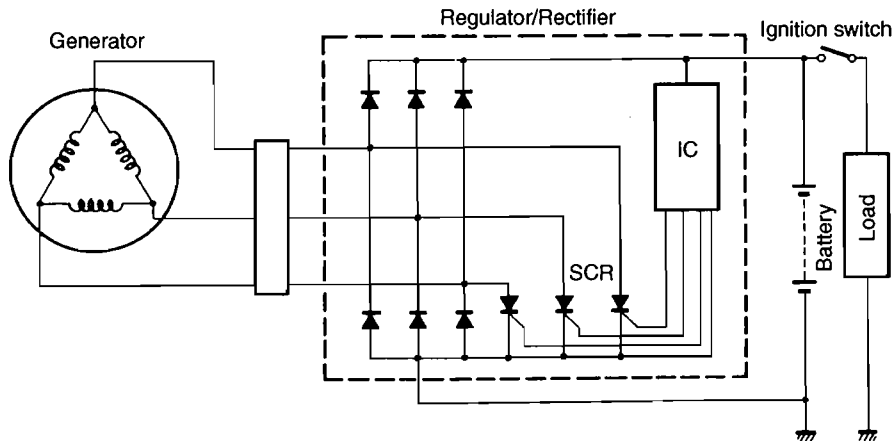 Regulator/Rectifier
Generator
Ignition switch
IC
SCR
Battery
Load